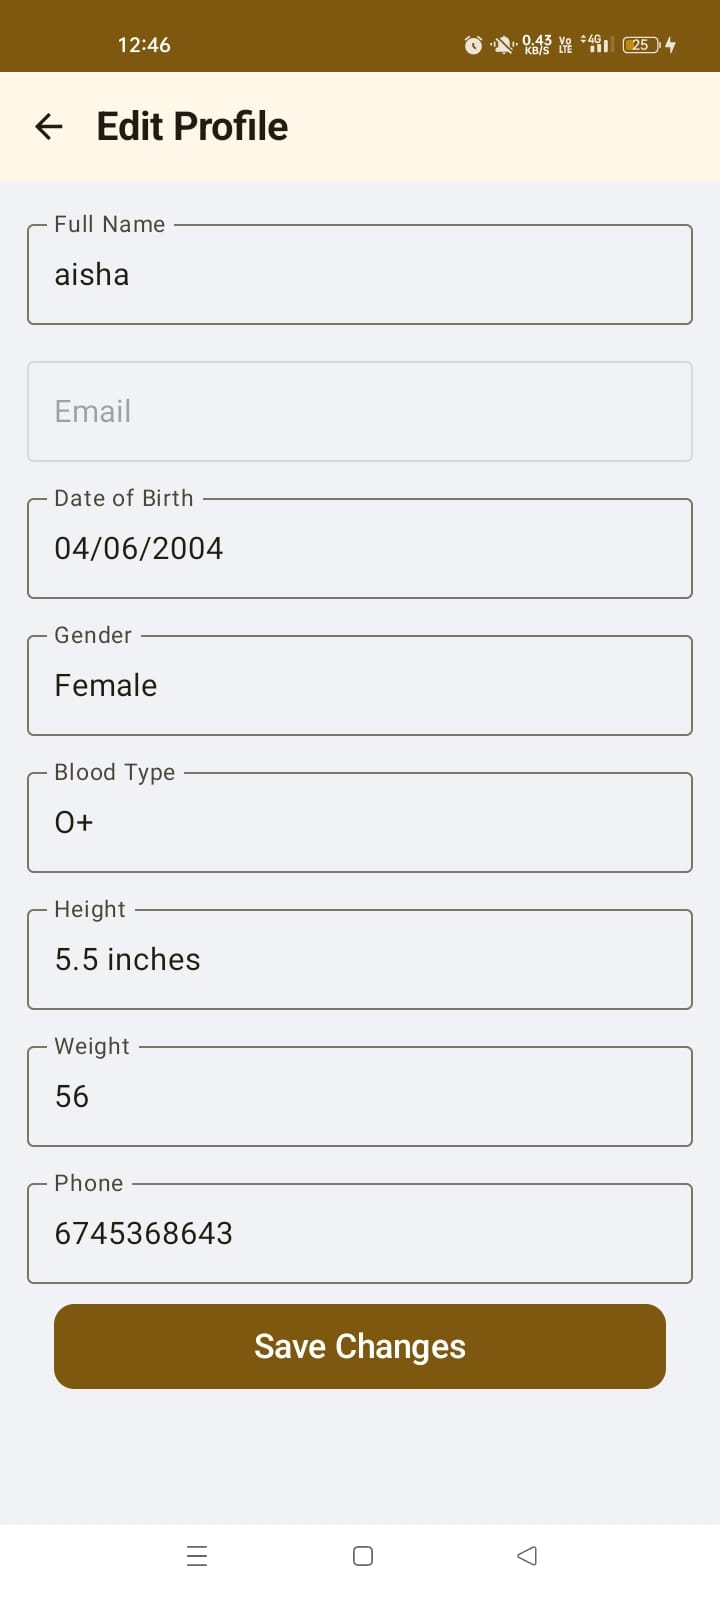 12:46
0.43 KB/S Vo LTE 4G 25
Edit Profile
Full Name
aisha
Email
Date of Birth
04/06/2004
Gender
Female
Blood Type
O+
Height
5.5 inches
Weight
56
Phone
6745368643
Save Changes